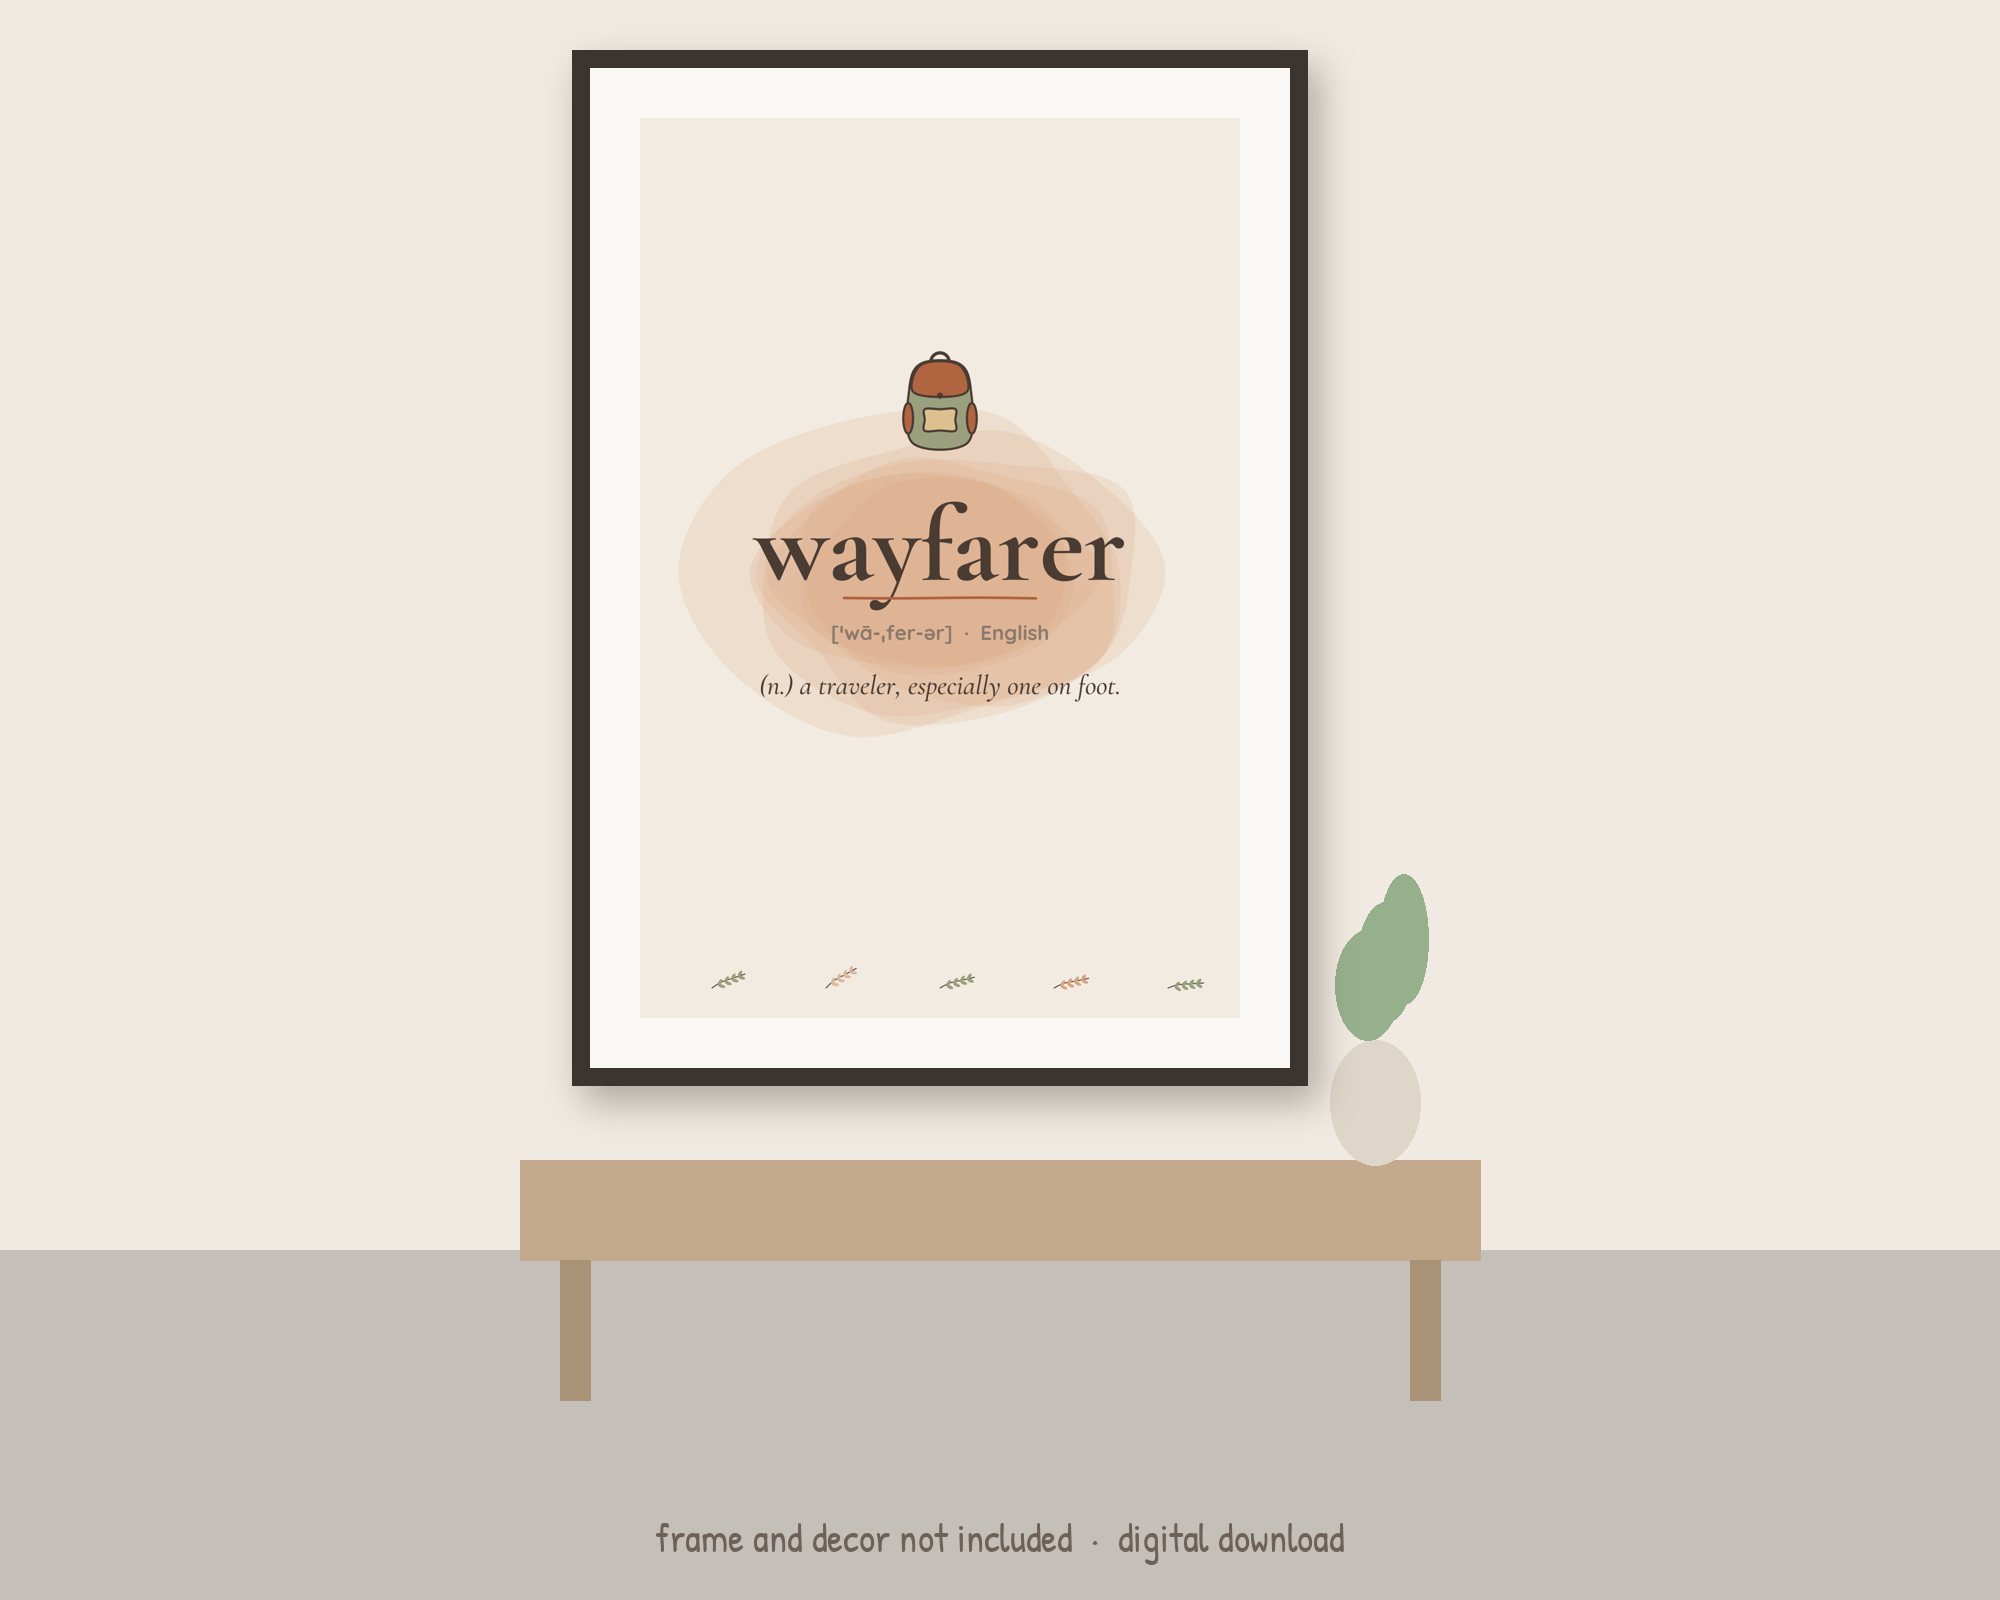 wayfarer
[ˈwā-ˌfer-ər] · English
(n.) a traveler, especially one on foot.
frame and decor not included · digital download